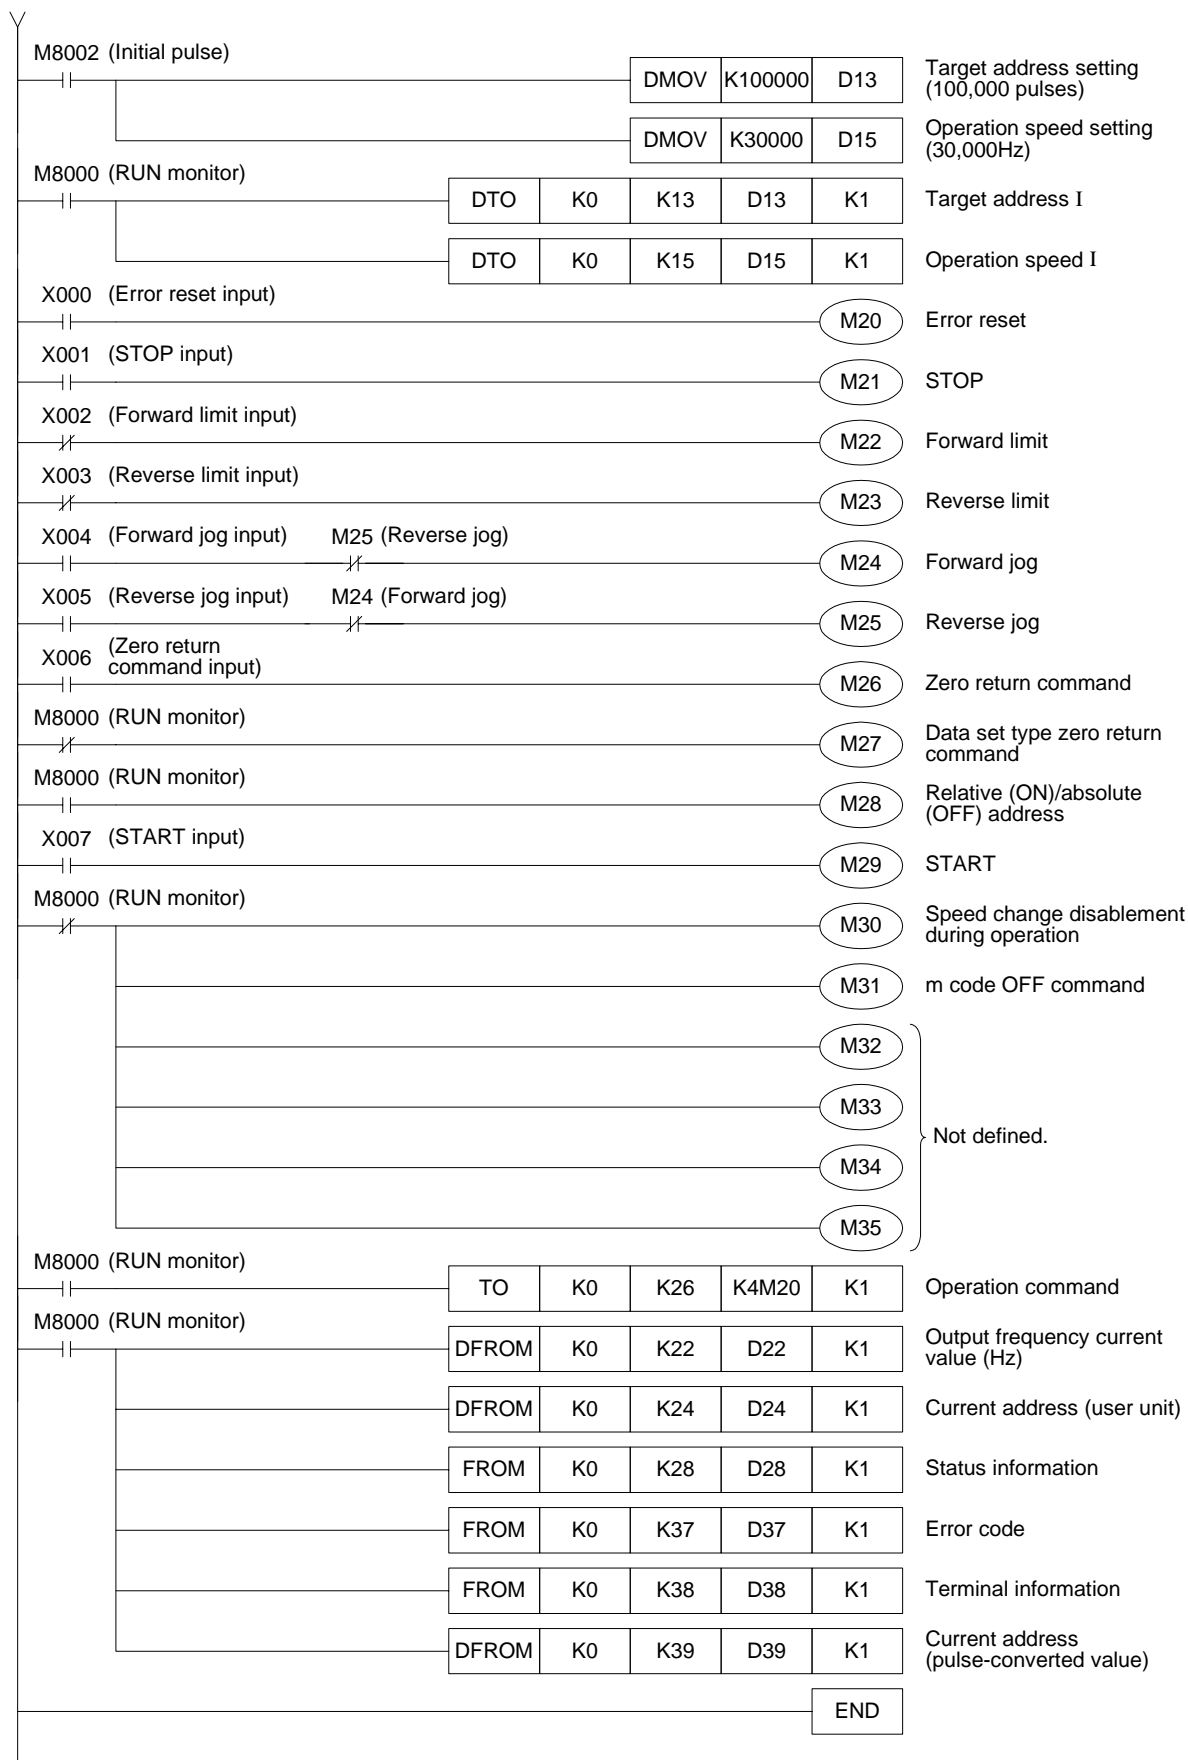 M8002 (Initial pulse)
DMOV K100000 D13 Target address setting
(100,000 pulses)
DMOV K30000 D15 Operation speed setting
(30,000Hz)
M8000 (RUN monitor)
DTO K0 K13 D13 K1 Target address I
DTO K0 K15 D15 K1 Operation speed I
X000 (Error reset input)
M20 Error reset
X001 (STOP input)
M21 STOP
X002 (Forward limit input)
M22 Forward limit
X003 (Reverse limit input)
M23 Reverse limit
X004 (Forward jog input) M25 (Reverse jog)
M24 Forward jog
X005 (Reverse jog input) M24 (Forward jog)
M25 Reverse jog
X006 (Zero return
command input)
M26 Zero return command
M8000 (RUN monitor)
M27 Data set type zero return
command
M8000 (RUN monitor)
M28 Relative (ON)/absolute
(OFF) address
X007 (START input)
M29 START
M8000 (RUN monitor)
M30 Speed change disablement
during operation
M31 m code OFF command
M32
M33
Not defined.
M34
M35
M8000 (RUN monitor)
TO K0 K26 K4M20 K1 Operation command
M8000 (RUN monitor)
DFROM K0 K22 D22 K1 Output frequency current
value (Hz)
DFROM K0 K24 D24 K1 Current address (user unit)
FROM K0 K28 D28 K1 Status information
FROM K0 K37 D37 K1 Error code
FROM K0 K38 D38 K1 Terminal information
DFROM K0 K39 D39 K1 Current address
(pulse-converted value)
END